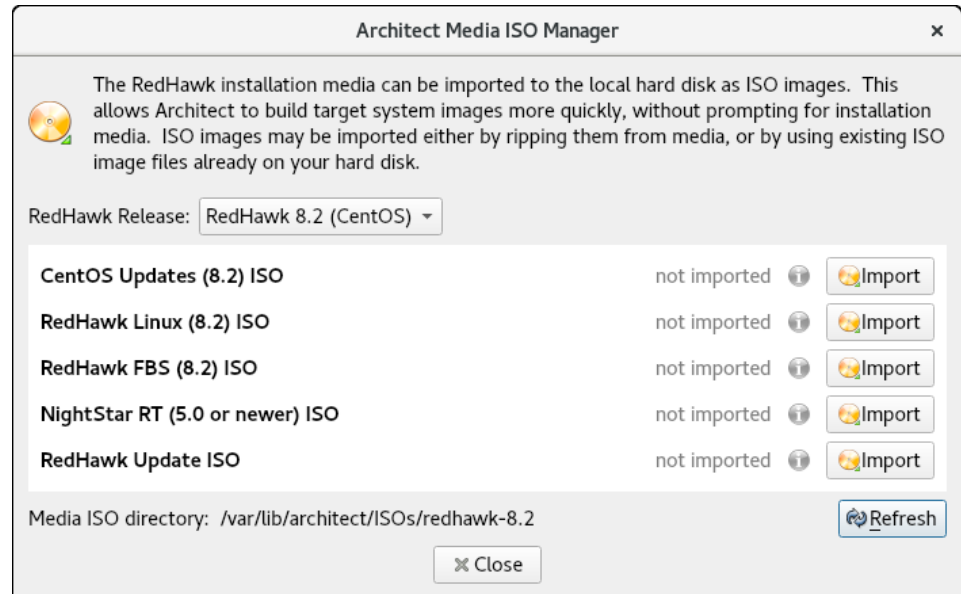 Architect Media ISO Manager
The RedHawk installation media can be imported to the local hard disk as ISO images.  This
allows Architect to build target system images more quickly, without prompting for installation
media.  ISO images may be imported either by ripping them from media, or by using existing ISO
image files already on your hard disk.
RedHawk Release: RedHawk 8.2 (CentOS)
CentOS Updates (8.2) ISO not imported Import
RedHawk Linux (8.2) ISO not imported Import
RedHawk FBS (8.2) ISO not imported Import
NightStar RT (5.0 or newer) ISO not imported Import
RedHawk Update ISO not imported Import
Media ISO directory: /var/lib/architect/ISOs/redhawk-8.2 Refresh
Close